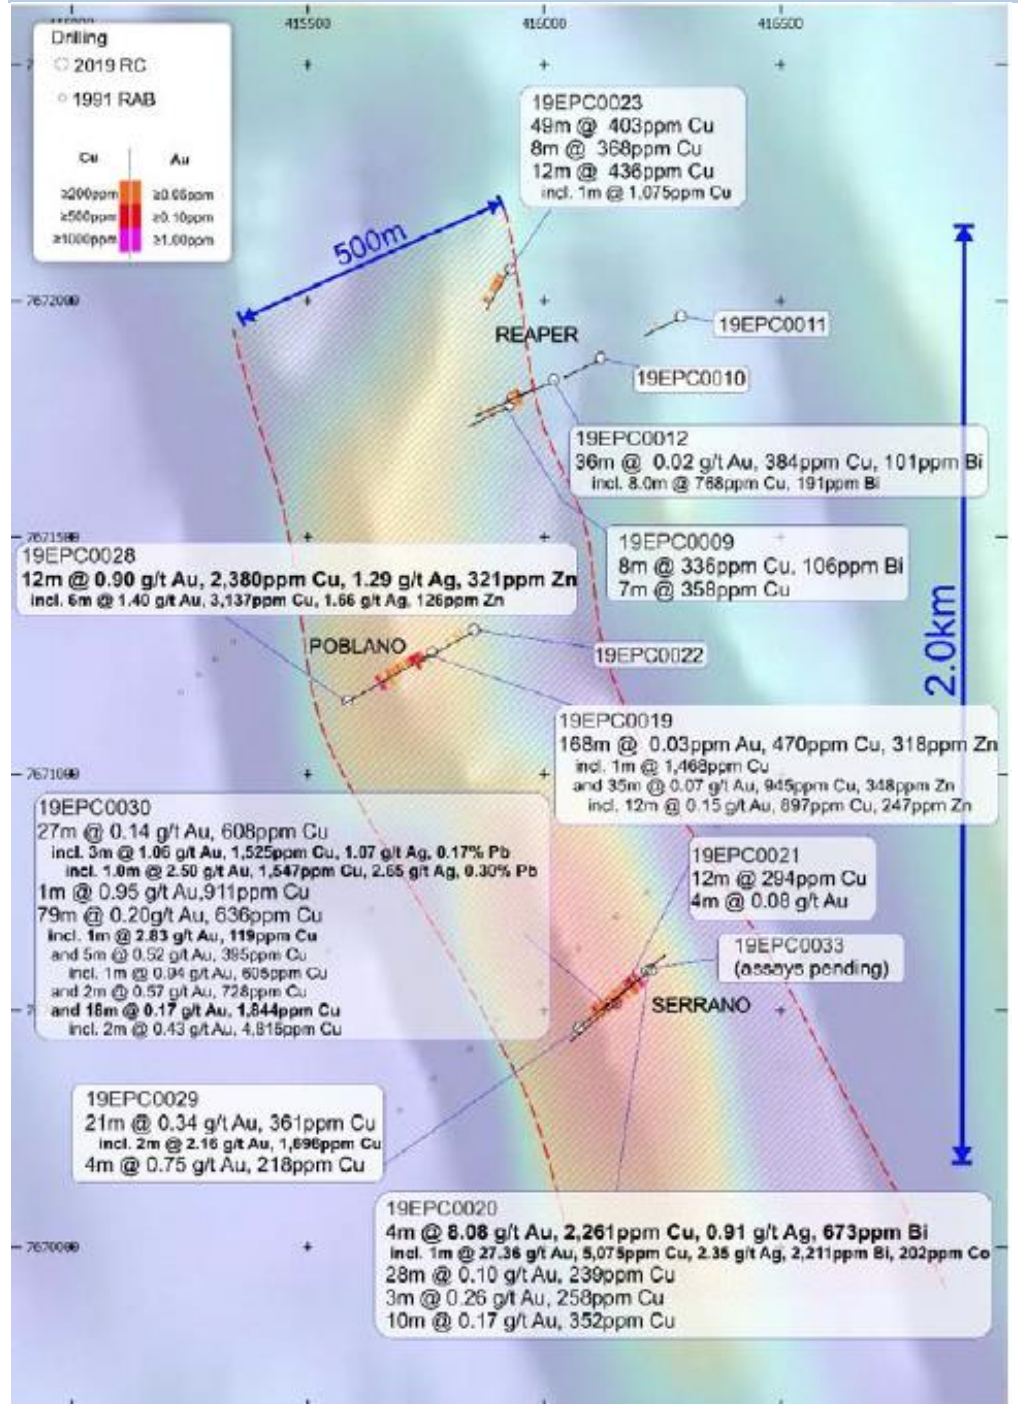 415500
416000
416500
Drilling
2019 RC
1991 RAB
Cu Au
≥200ppm ≥0.05ppm
≥500ppm ≥0.10ppm
≥1000ppm ≥1.00ppm
19EPC0023
49m @ 403ppm Cu
8m @ 368ppm Cu
12m @ 436ppm Cu
incl. 1m @ 1,075ppm Cu
500m
7672000
REAPER
19EPC0011
19EPC0010
19EPC0012
36m @ 0.02 g/t Au, 384ppm Cu, 101ppm Bi
incl. 8.0m @ 768ppm Cu, 191ppm Bi
7671500
19EPC0009
8m @ 336ppm Cu, 106ppm Bi
7m @ 358ppm Cu
19EPC0028
12m @ 0.90 g/t Au, 2,380ppm Cu, 1.29 g/t Ag, 321ppm Zn
incl. 6m @ 1.40 g/t Au, 3,137ppm Cu, 1.66 g/t Ag, 126ppm Zn
POBLANO
19EPC0022
2.0km
19EPC0019
168m @ 0.03ppm Au, 470ppm Cu, 318ppm Zn
incl. 1m @ 1,468ppm Cu
and 35m @ 0.07 g/t Au, 945ppm Cu, 348ppm Zn
incl. 12m @ 0.15 g/t Au, 897ppm Cu, 247ppm Zn
7671000
19EPC0030
27m @ 0.14 g/t Au, 608ppm Cu
incl. 3m @ 1.06 g/t Au, 1,525ppm Cu, 1.07 g/t Ag, 0.17% Pb
incl. 1.0m @ 2.50 g/t Au, 1,547ppm Cu, 2.65 g/t Ag, 0.30% Pb
1m @ 0.95 g/t Au,911ppm Cu
79m @ 0.20g/t Au, 636ppm Cu
incl. 1m @ 2.83 g/t Au, 119ppm Cu
and 5m @ 0.52 g/t Au, 395ppm Cu
incl. 1m @ 0.94 g/t Au, 605ppm Cu
and 2m @ 0.57 g/t Au, 728ppm Cu
and 18m @ 0.17 g/t Au, 1,844ppm Cu
incl. 2m @ 0.43 g/t Au, 4,815ppm Cu
19EPC0021
12m @ 294ppm Cu
4m @ 0.08 g/t Au
19EPC0033
(assays pending)
SERRANO
19EPC0029
21m @ 0.34 g/t Au, 361ppm Cu
incl. 2m @ 2.16 g/t Au, 1,696ppm Cu
4m @ 0.75 g/t Au, 218ppm Cu
19EPC0020
4m @ 8.08 g/t Au, 2,261ppm Cu, 0.91 g/t Ag, 673ppm Bi
incl. 1m @ 27.36 g/t Au, 5,075ppm Cu, 2.35 g/t Ag, 2,211ppm Bi, 202ppm Co
28m @ 0.10 g/t Au, 239ppm Cu
3m @ 0.26 g/t Au, 258ppm Cu
10m @ 0.17 g/t Au, 352ppm Cu
7670000